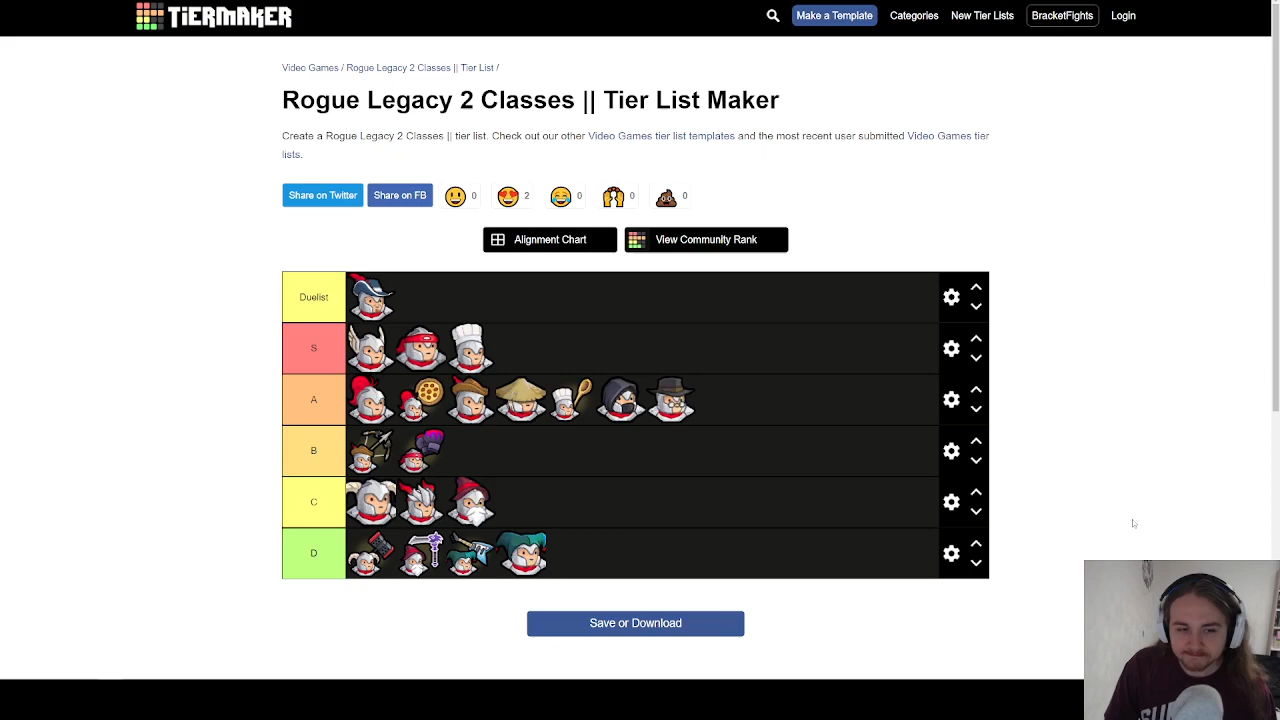 TIERMAKER
Make a Template
Categories
New Tier Lists
BracketFights
Login
Video Games / Rogue Legacy 2 Classes || Tier List /
Rogue Legacy 2 Classes || Tier List Maker
Create a Rogue Legacy 2 Classes || tier list. Check out our other Video Games tier list templates and the most recent user submitted Video Games tier
lists.
Share on Twitter
Share on FB
0
2
0
0
0
Alignment Chart
View Community Rank
Duelist
S
A
B
C
D
Save or Download